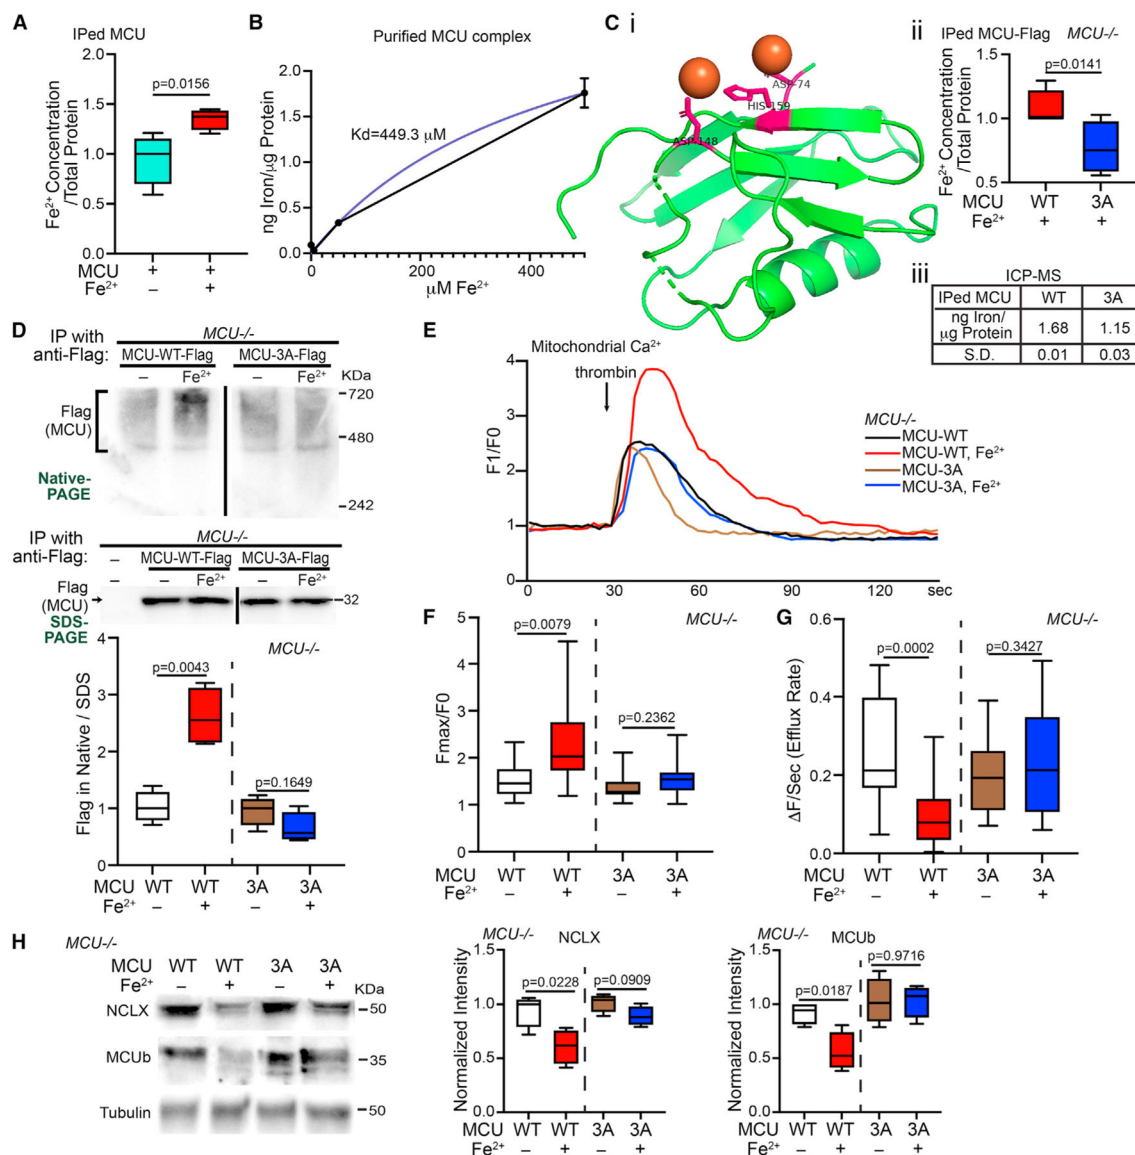 A
IPed MCU
Fe²⁺ Concentration
/Total Protein
2.0
1.5
1.0
0.5
0.0
p=0.0156
MCU + +
Fe²⁺ – +
B
Purified MCU complex
ng Iron/µg Protein
2.0
1.5
1.0
0.5
0.0
Kd=449.3 µM
200 400
µM Fe²⁺
C i
ASP-74
HIS-159
ASP-148
ii
IPed MCU-Flag MCU-/-
Fe²⁺ Concentration
/Total Protein
1.5
1.0
0.5
p=0.0141
MCU WT 3A
Fe²⁺ + +
iii
ICP-MS
IPed MCU WT 3A
ng Iron/
µg Protein 1.68 1.15
S.D. 0.01 0.03
D
IP with
anti-Flag:
MCU-/-
MCU-WT-Flag MCU-3A-Flag
– Fe²⁺ – Fe²⁺ KDa
Flag
(MCU)
720
480
242
Native-
PAGE
IP with
anti-Flag:
MCU-/-
– MCU-WT-Flag MCU-3A-Flag
– – Fe²⁺ – Fe²⁺
Flag
(MCU)
32
SDS-
PAGE
MCU-/-
Flag in Native / SDS
4
3
2
1
0
p=0.0043
p=0.1649
MCU WT WT 3A 3A
Fe²⁺ – + – +
E
Mitochondrial Ca²⁺
thrombin
F1/F0
4
3
2
1
0
0 30 60 90 120 sec
MCU-/-
MCU-WT
MCU-WT, Fe²⁺
MCU-3A
MCU-3A, Fe²⁺
F
MCU-/-
Fmax/F0
5
4
3
2
1
0
p=0.0079
p=0.2362
MCU WT WT 3A 3A
Fe²⁺ – + – +
G
MCU-/-
ΔF/Sec (Efflux Rate)
0.6
0.4
0.2
0.0
p=0.0002
p=0.3427
MCU WT WT 3A 3A
Fe²⁺ – + – +
H
MCU-/-
MCU WT WT 3A 3A
Fe²⁺ – + – + KDa
NCLX 50
MCUb 35
Tubulin 50
MCU-/- NCLX
Normalized Intensity
1.5
1.0
0.5
0.0
p=0.0228
p=0.0909
MCU WT WT 3A 3A
Fe²⁺ – + – +
MCU-/- MCUb
Normalized Intensity
1.5
1.0
0.5
0.0
p=0.0187
p=0.9716
MCU WT WT 3A 3A
Fe²⁺ – + – +